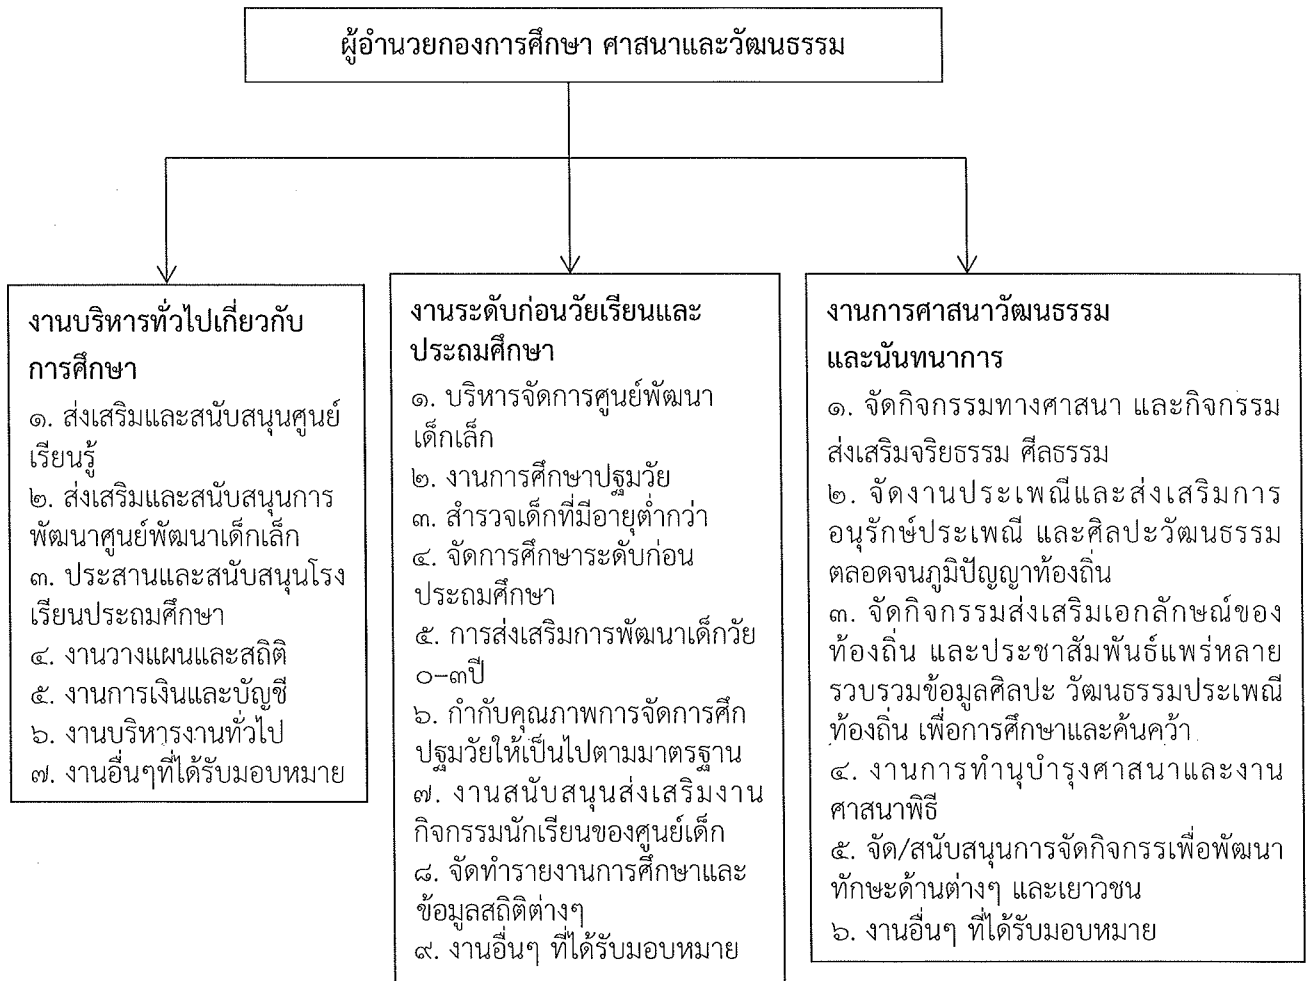 ผู้อำนวยกองการศึกษา ศาสนาและวัฒนธรรม
งานบริหารทั่วไปเกี่ยวกับ
การศึกษา
๑. ส่งเสริมและสนับสนุนศูนย์
เรียนรู้
๒. ส่งเสริมและสนับสนุนการ
พัฒนาศูนย์พัฒนาเด็กเล็ก
๓. ประสานและสนับสนุนโรง
เรียนประถมศึกษา
๔. งานวางแผนและสถิติ
๕. งานการเงินและบัญชี
๖. งานบริหารงานทั่วไป
๗. งานอื่นๆที่ได้รับมอบหมาย
งานระดับก่อนวัยเรียนและ
ประถมศึกษา
๑. บริหารจัดการศูนย์พัฒนา
เด็กเล็ก
๒. งานการศึกษาปฐมวัย
๓. สำรวจเด็กที่มีอายุต่ำกว่า
๔. จัดการศึกษาระดับก่อน
ประถมศึกษา
๕. การส่งเสริมการพัฒนาเด็กวัย
๐-๓ปี
๖. กำกับคุณภาพการจัดการศึก
ปฐมวัยให้เป็นไปตามมาตรฐาน
๗. งานสนับสนุนส่งเสริมงาน
กิจกรรมนักเรียนของศูนย์เด็ก
๘. จัดทำรายงานการศึกษาและ
ข้อมูลสถิติต่างๆ
๙. งานอื่นๆ ที่ได้รับมอบหมาย
งานการศาสนาวัฒนธรรม
และนันทนาการ
๑. จัดกิจกรรมทางศาสนา และกิจกรรม
ส่งเสริมจริยธรรม ศีลธรรม
๒. จัดงานประเพณีและส่งเสริมการ
อนุรักษ์ประเพณี และศิลปะวัฒนธรรม
ตลอดจนภูมิปัญญาท้องถิ่น
๓. จัดกิจกรรมส่งเสริมเอกลักษณ์ของ
ท้องถิ่น และประชาสัมพันธ์แพร่หลาย
รวบรวมข้อมูลศิลปะ วัฒนธรรมประเพณี
ท้องถิ่น เพื่อการศึกษาและค้นคว้า
๔. งานการทำนุบำรุงศาสนาและงาน
ศาสนาพิธี
๕. จัด/สนับสนุนการจัดกิจกรรเพื่อพัฒนา
ทักษะด้านต่างๆ และเยาวชน
๖. งานอื่นๆ ที่ได้รับมอบหมาย